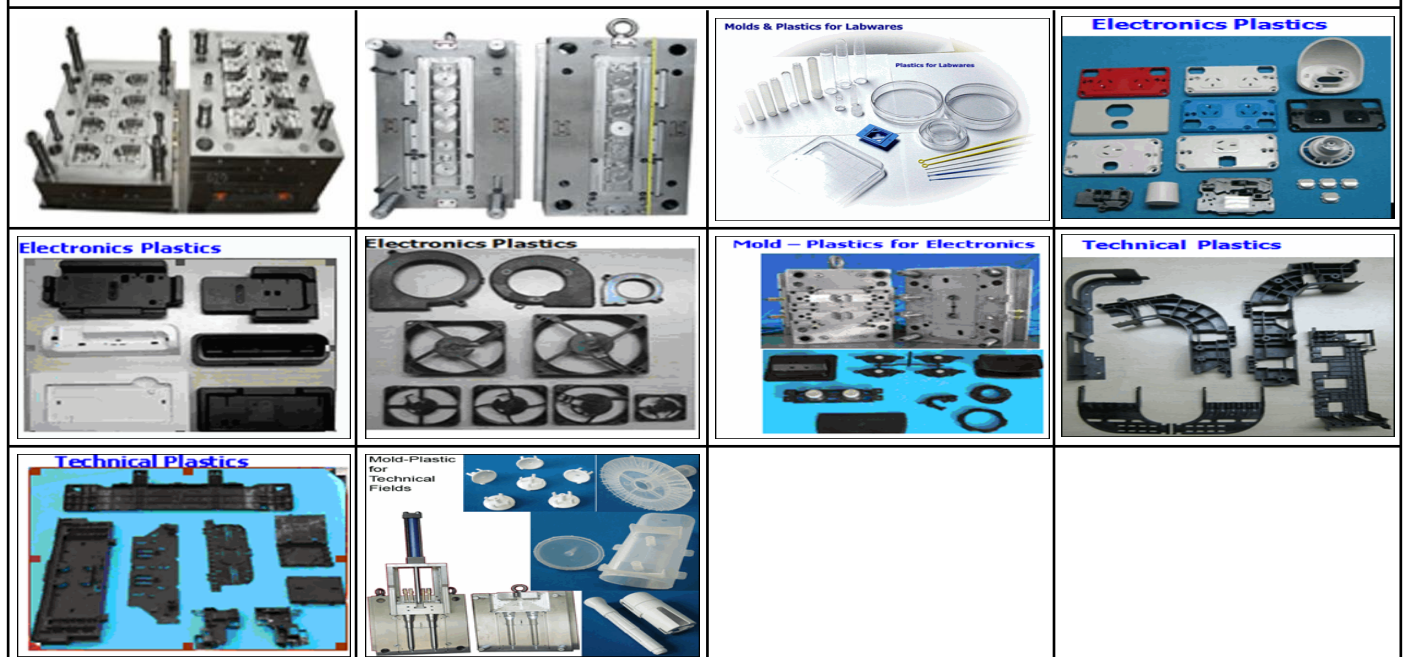 Molds & Plastics for Labwares
Plastics for Labwares
Electronics Plastics
Electronics Plastics
Electronics Plastics
Mold – Plastics for Electronics
Technical Plastics
Technical Plastics
Mold-Plastic
for
Technical
Fields